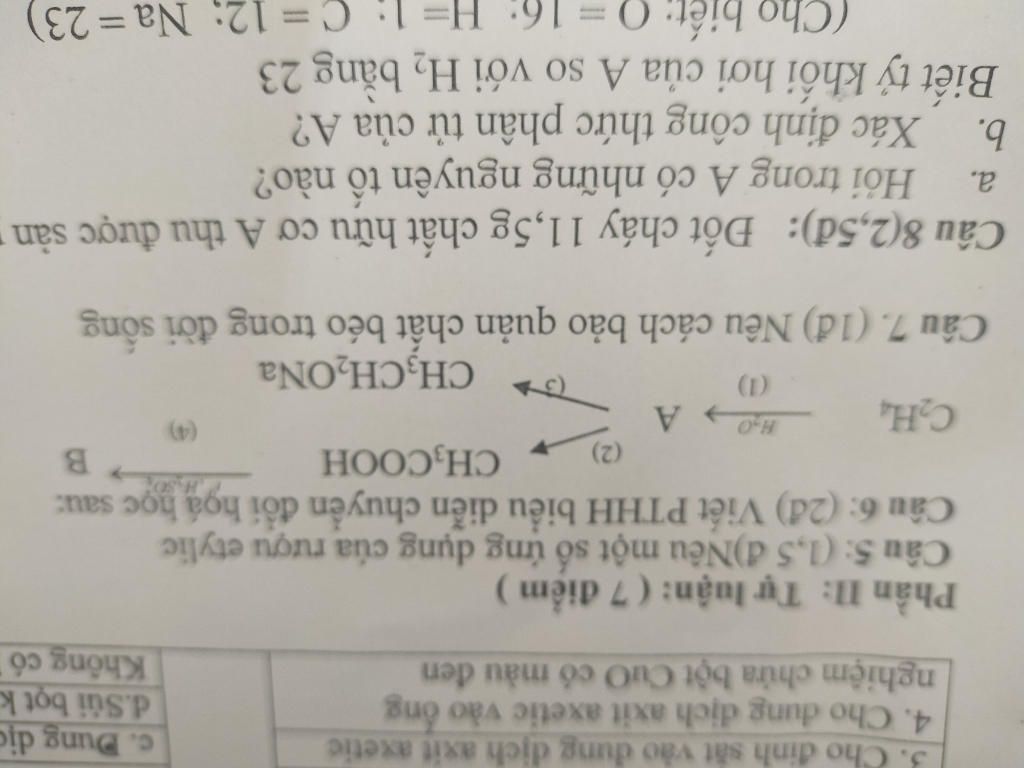 3. Cho đinh sắt vào dung dịch axit axetic
c. Dung
4. Cho dung dịch axit axetic vào ống
nghiệm chứa bột CuO có màu đen
d.Sủi bọt
Không có
Phần II: Tự luận: ( 7 điểm )
Câu 5: (1,5 đ)Nêu một số ứng dụng của rượu etylic
Câu 6: (2đ) Viết PTHH biểu diễn chuyển đổi hoá học sau:
(2) CH₃COOH H₂SO₄ (4) B
C₂H₄ H₂O (1) A
(3) CH₃CH₂ONa
Câu 7. (1đ) Nêu cách bảo quản chất béo trong đời sống
Câu 8(2,5đ): Đốt cháy 11,5g chất hữu cơ A thu được sản
a. Hỏi trong A có những nguyên tố nào?
b. Xác định công thức phân tử của A?
Biết tỷ khối hơi của A so với H₂ bằng 23
(Cho biết: O = 16; H= 1; C = 12; Na = 23)